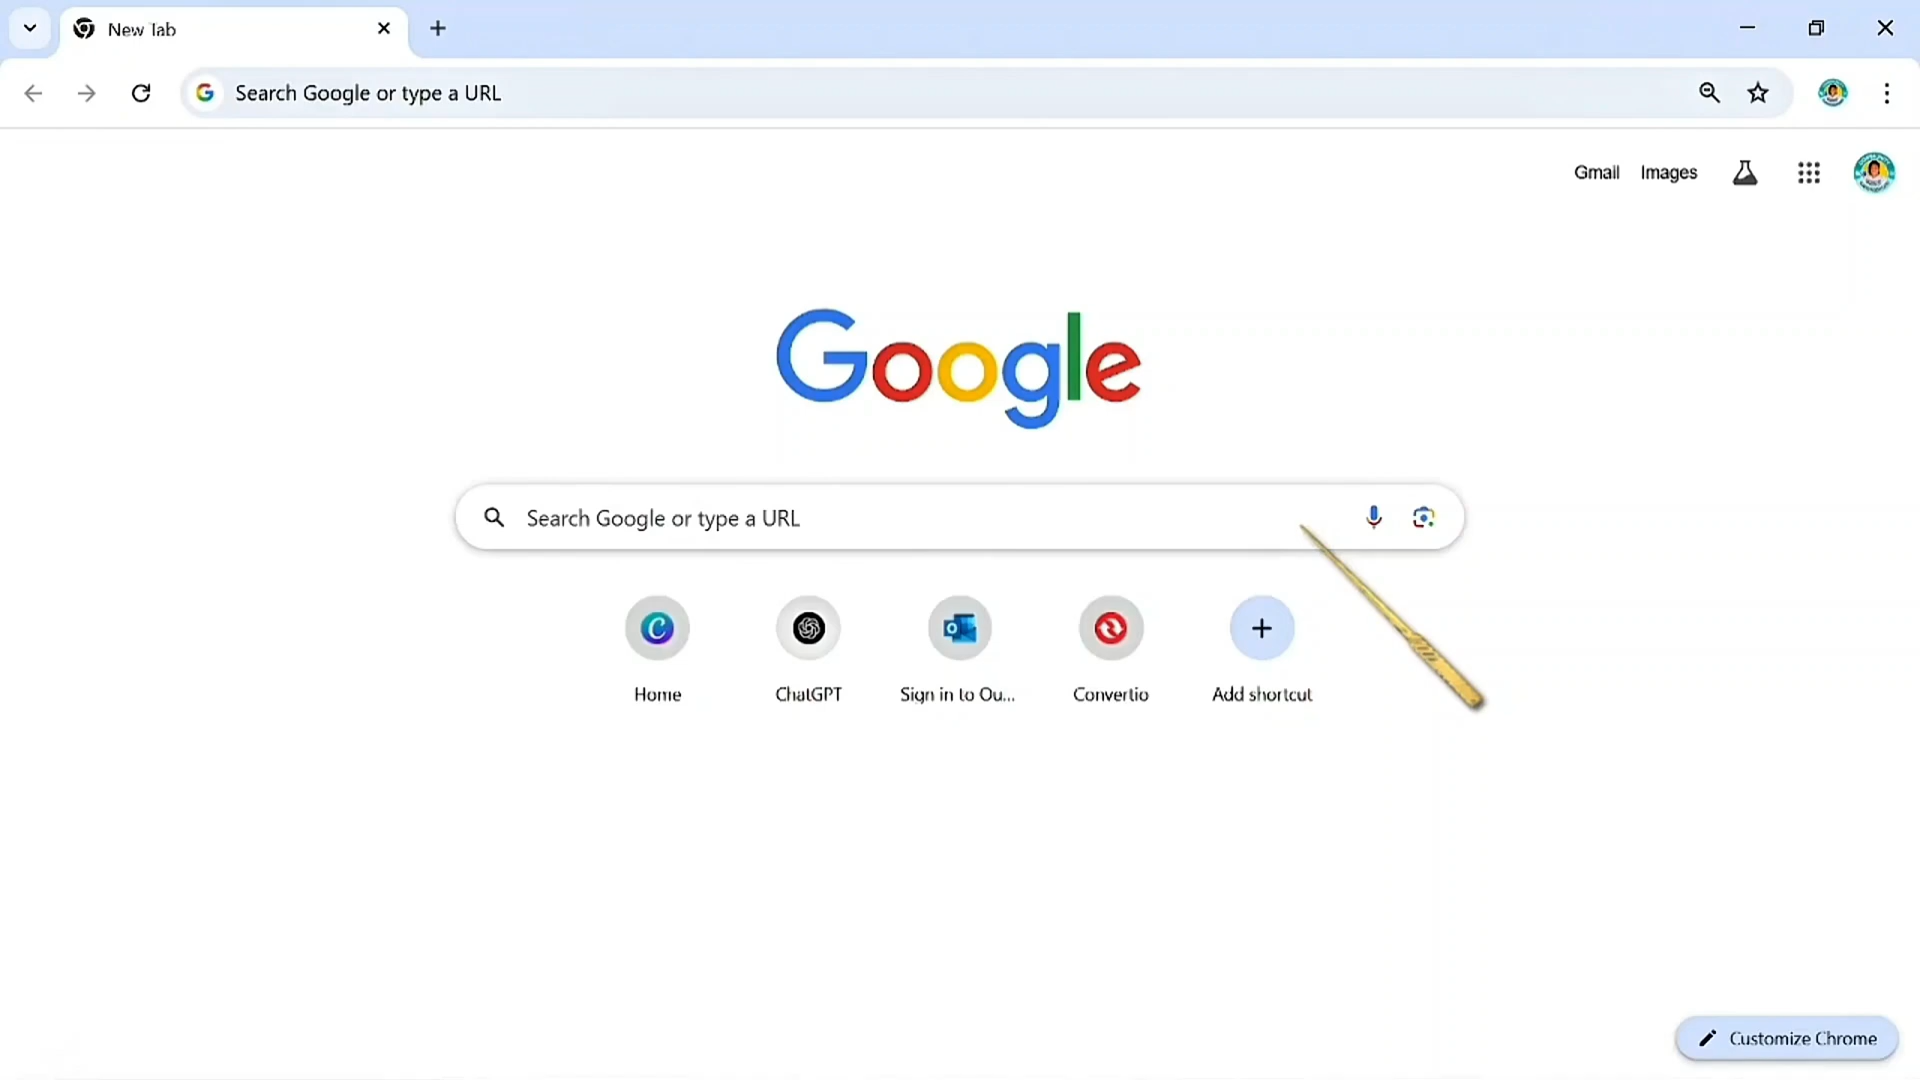 New Tab
Search Google or type a URL
Gmail Images
Google
Search Google or type a URL
Home ChatGPT Sign in to Ou... Convertio Add shortcut
Customize Chrome